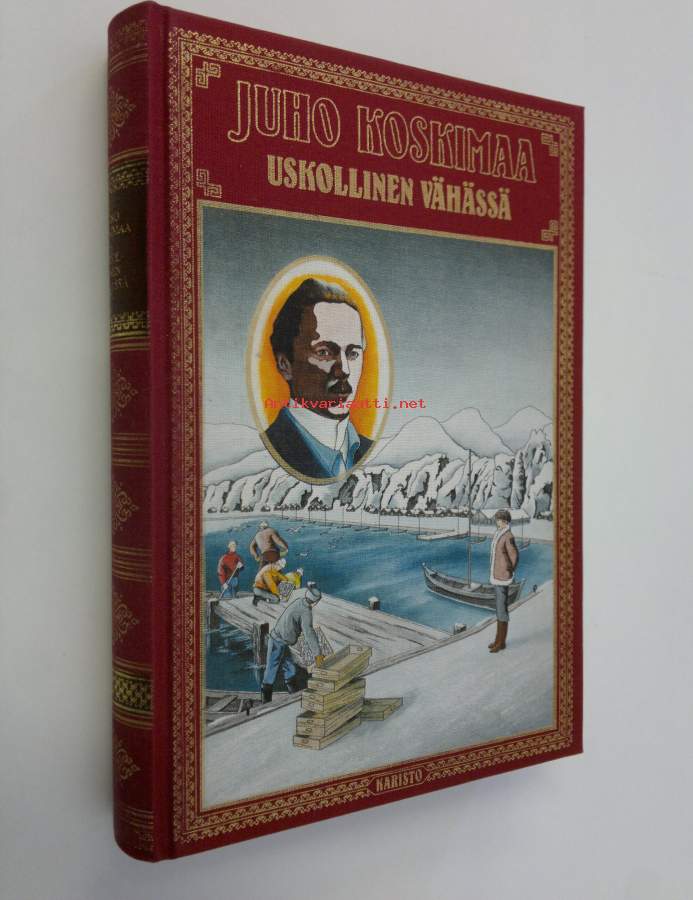 JUHO KOSKIMAA
USKOLLINEN VÄHÄSSÄ
Antikvariaatti.net
KARISTO